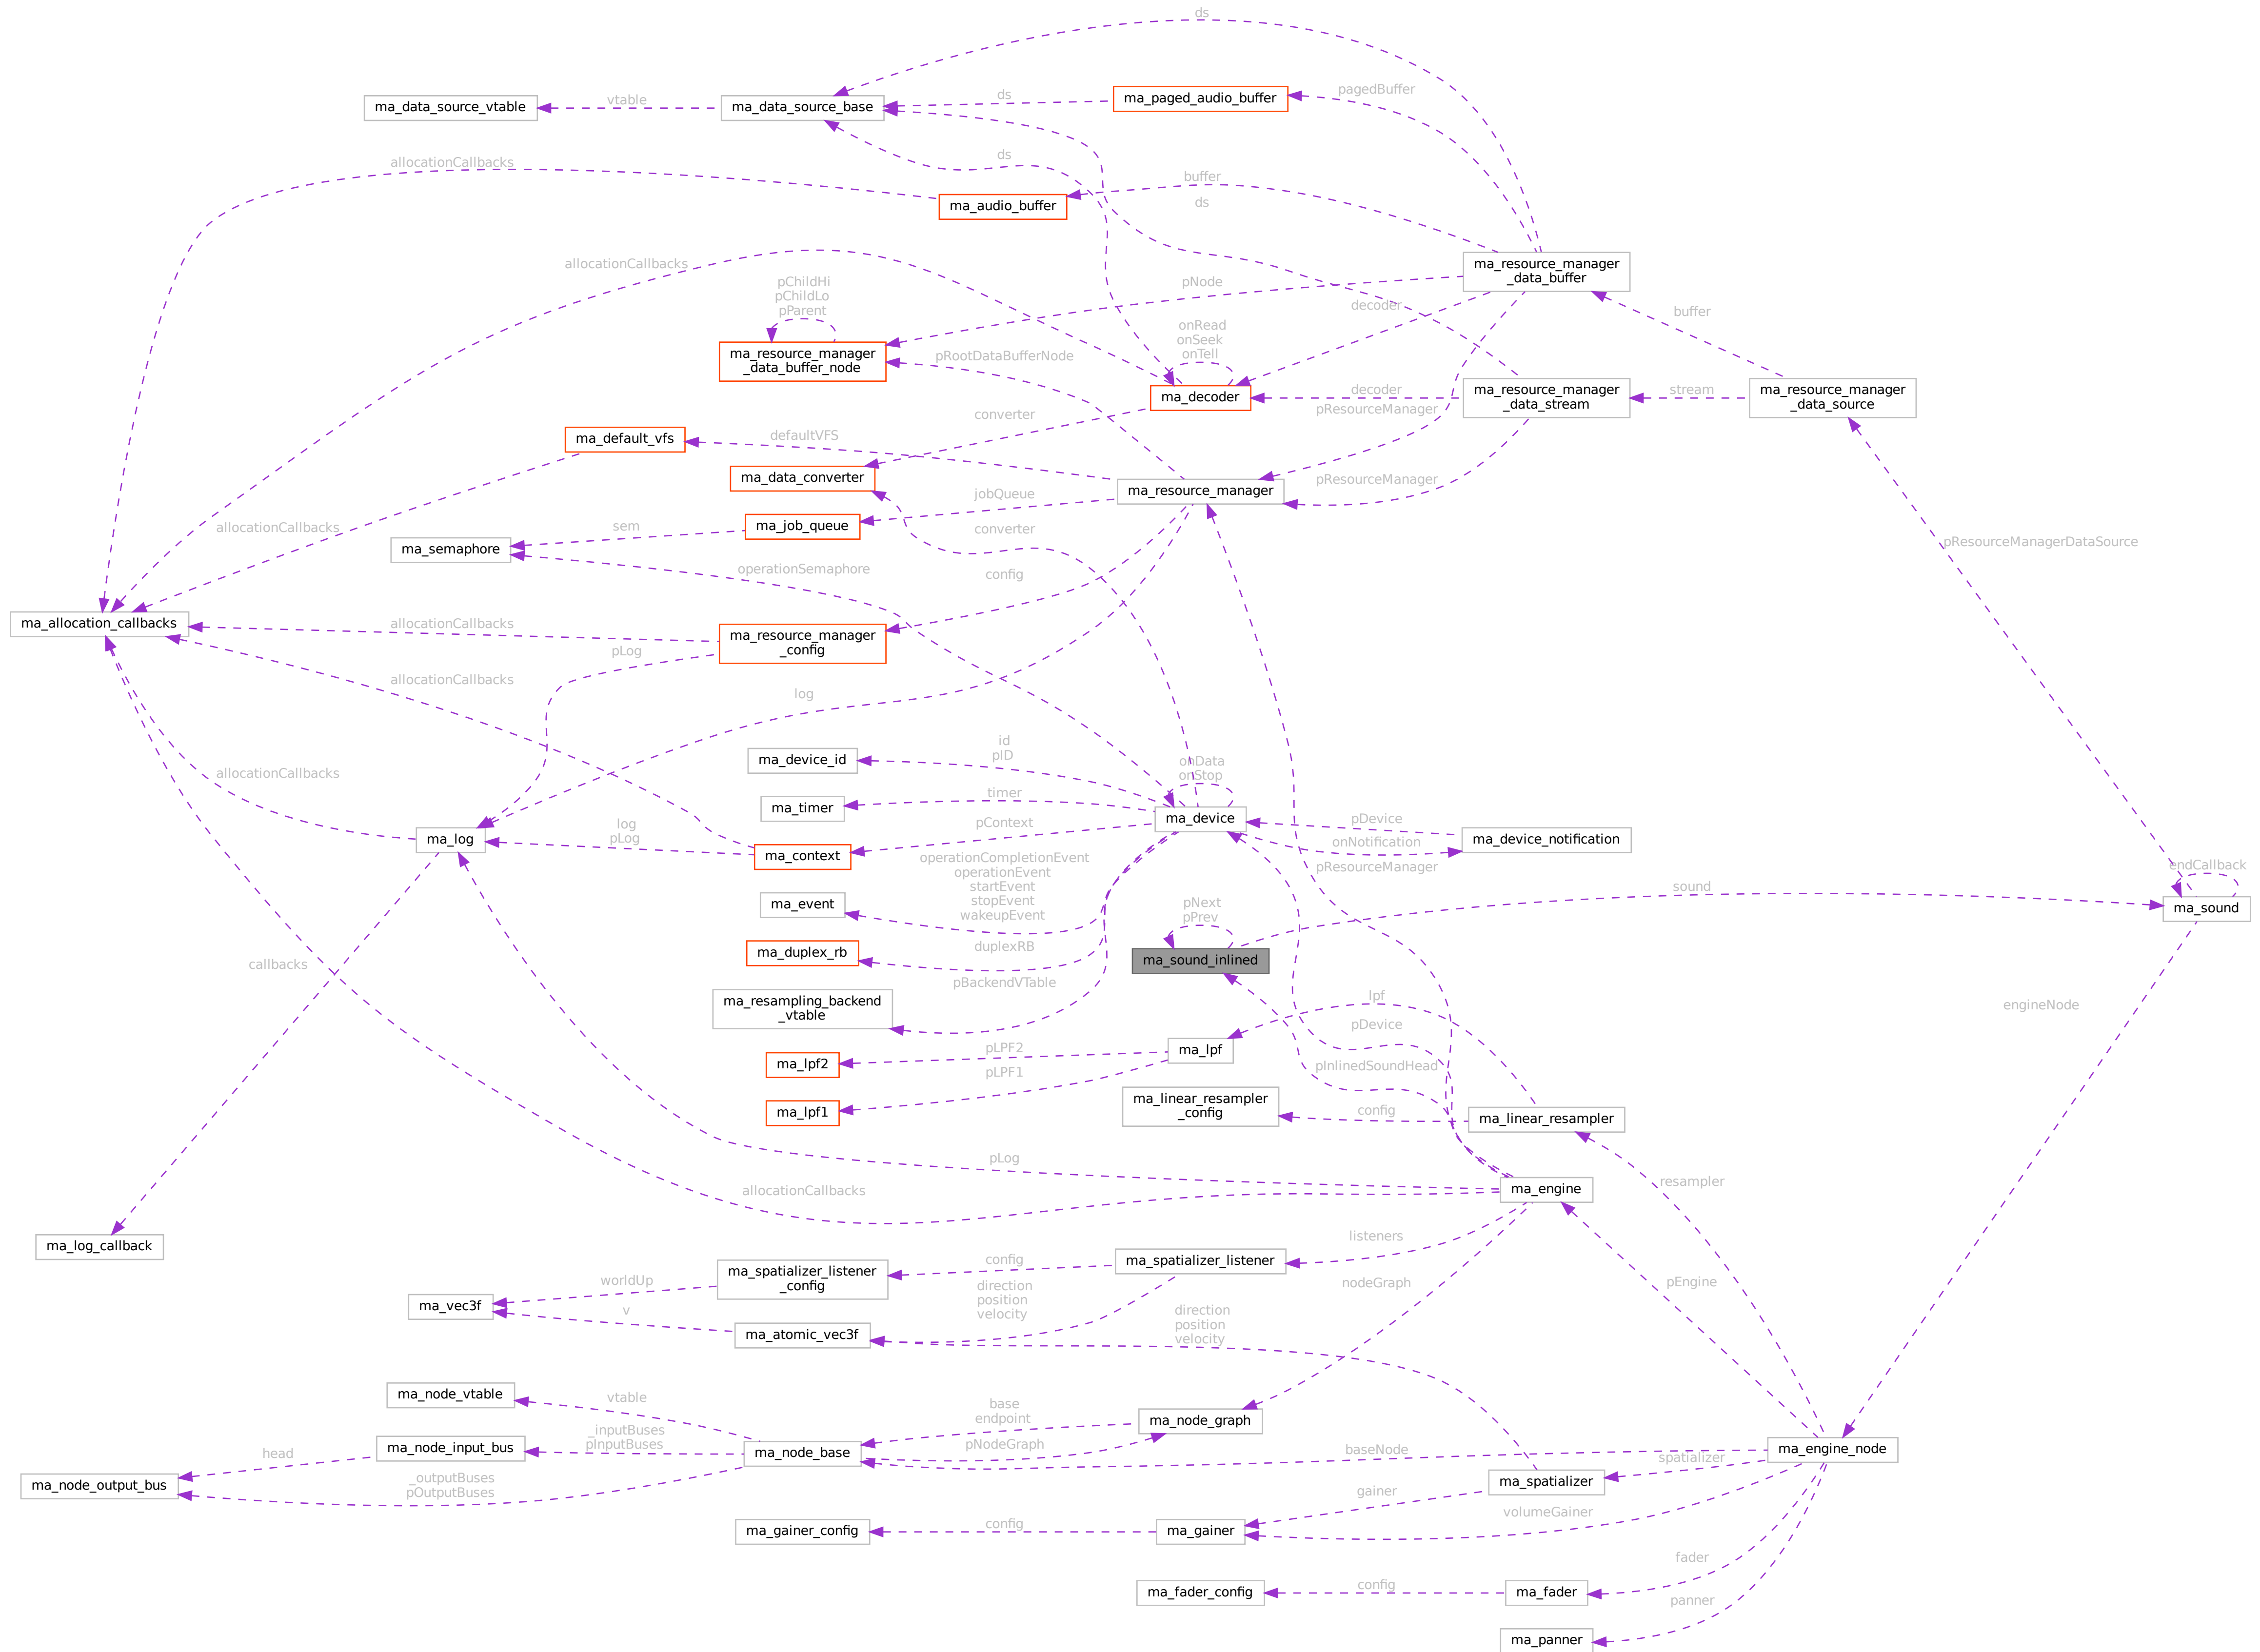 ds
ma_data_source_vtable
vtable
ma_data_source_base
ds
ma_paged_audio_buffer
pagedBuffer
allocationCallbacks
ds
ma_audio_buffer
buffer
ds
allocationCallbacks
ma_resource_manager
_data_buffer
pNode
pChildHi
pChildLo
pParent
decoder
buffer
ma_resource_manager
_data_buffer_node
pRootDataBufferNode
onRead
onSeek
onTell
ma_decoder
decoder
ma_resource_manager
_data_stream
stream
ma_resource_manager
_data_source
converter
pResourceManager
ma_default_vfs
defaultVFS
ma_data_converter
ma_resource_manager
pResourceManager
jobQueue
allocationCallbacks
sem
ma_job_queue
converter
ma_semaphore
pResourceManagerDataSource
operationSemaphore
config
ma_allocation_callbacks
allocationCallbacks
ma_resource_manager
_config
pLog
allocationCallbacks
log
ma_device_id
id
pID
onData
onStop
allocationCallbacks
ma_timer
timer
ma_device
pDevice
ma_device_notification
ma_log
log
pLog
pContext
onNotification
ma_context
pResourceManager
endCallback
operationCompletionEvent
operationEvent
startEvent
stopEvent
wakeupEvent
ma_event
sound
ma_sound
pNext
pPrev
ma_duplex_rb
duplexRB
ma_sound_inlined
callbacks
pBackendVTable
ma_resampling_backend
_vtable
lpf
engineNode
pDevice
ma_lpf2
pLPF2
ma_lpf
pInlinedSoundHead
pLPF1
ma_lpf1
ma_linear_resampler
_config
config
ma_linear_resampler
pLog
allocationCallbacks
ma_engine
resampler
ma_log_callback
listeners
worldUp
ma_spatializer_listener
_config
config
ma_spatializer_listener
nodeGraph
pEngine
ma_vec3f
v
direction
position
velocity
ma_atomic_vec3f
direction
position
velocity
ma_node_vtable
vtable
base
endpoint
ma_node_graph
_inputBuses
pInputBuses
ma_node_input_bus
head
ma_node_base
pNodeGraph
baseNode
ma_engine_node
spatializer
ma_node_output_bus
_outputBuses
pOutputBuses
ma_spatializer
gainer
volumeGainer
ma_gainer_config
config
ma_gainer
fader
ma_fader_config
config
ma_fader
panner
ma_panner